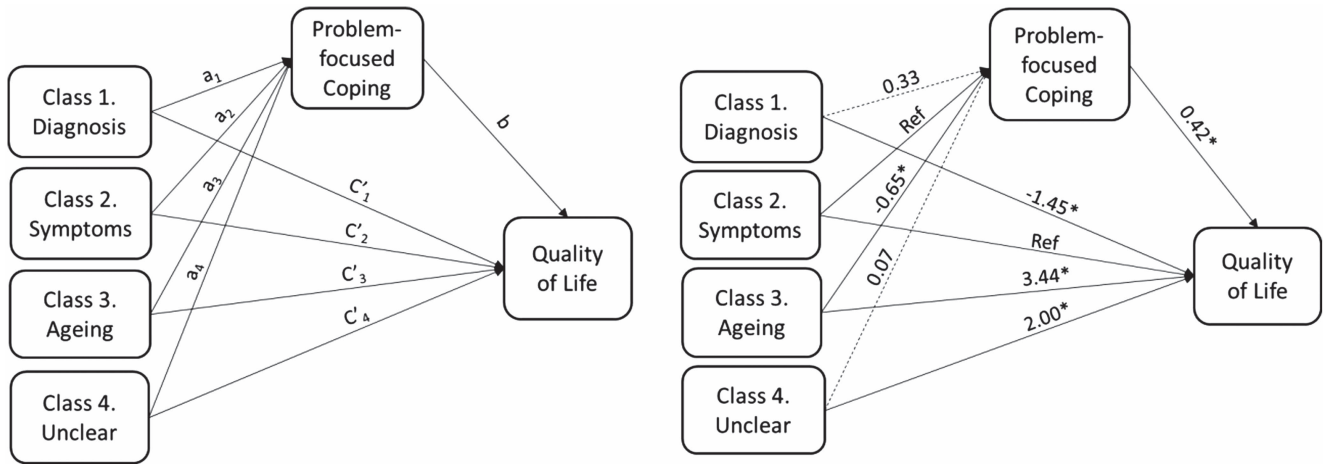 Problem-
focused
Coping
Class 1.
Diagnosis
Class 2.
Symptoms
Class 3.
Ageing
Class 4.
Unclear
Quality
of Life
a1
a2
a3
a4
b
C'1
C'2
C'3
C'4
Problem-
focused
Coping
Class 1.
Diagnosis
Class 2.
Symptoms
Class 3.
Ageing
Class 4.
Unclear
Quality
of Life
0.33
Ref
-0.65*
0.07
0.42*
-1.45*
Ref
3.44*
2.00*